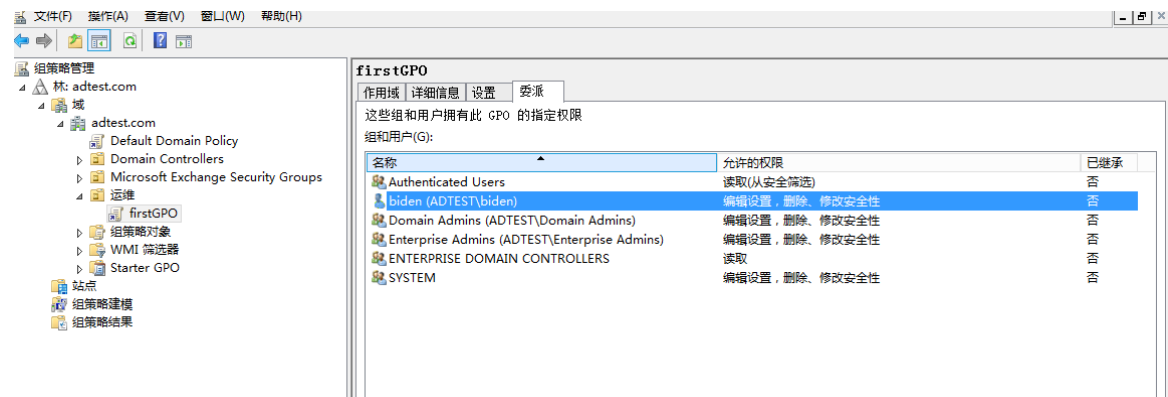 文件(F) 操作(A) 查看(V) 窗口(W) 帮助(H)
组策略管理
林: adtest.com
域
adtest.com
Default Domain Policy
Domain Controllers
Microsoft Exchange Security Groups
运维
firstGPO
组策略对象
WMI 筛选器
Starter GPO
站点
组策略建模
组策略结果
firstGPO
作用域 详细信息 设置 委派
这些组和用户拥有此 GPO 的指定权限
组和用户(G):
名称 允许的权限 已继承
Authenticated Users 读取(从安全筛选) 否
biden (ADTEST\biden) 编辑设置，删除、修改安全性 否
Domain Admins (ADTEST\Domain Admins) 编辑设置，删除、修改安全性 否
Enterprise Admins (ADTEST\Enterprise Admins) 编辑设置，删除、修改安全性 否
ENTERPRISE DOMAIN CONTROLLERS 读取 否
SYSTEM 编辑设置，删除、修改安全性 否